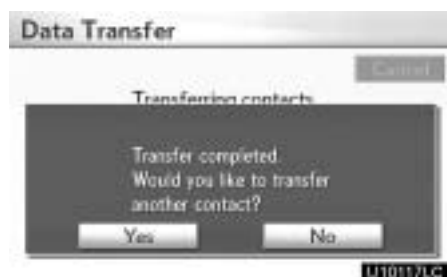 Data Transfer
Cancel
Transferring contacts
Transfer completed.
Would you like to transfer
another contact?
Yes
No